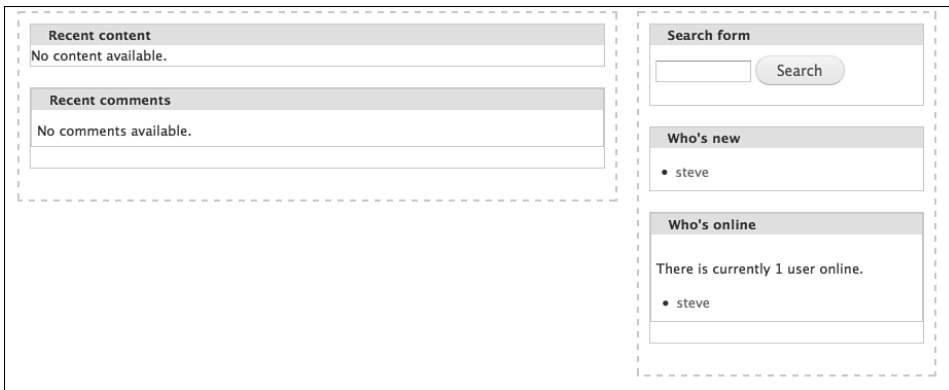 Recent content
No content available.
Recent comments
No comments available.
Search form
Search
Who's new
• steve
Who's online
There is currently 1 user online.
• steve